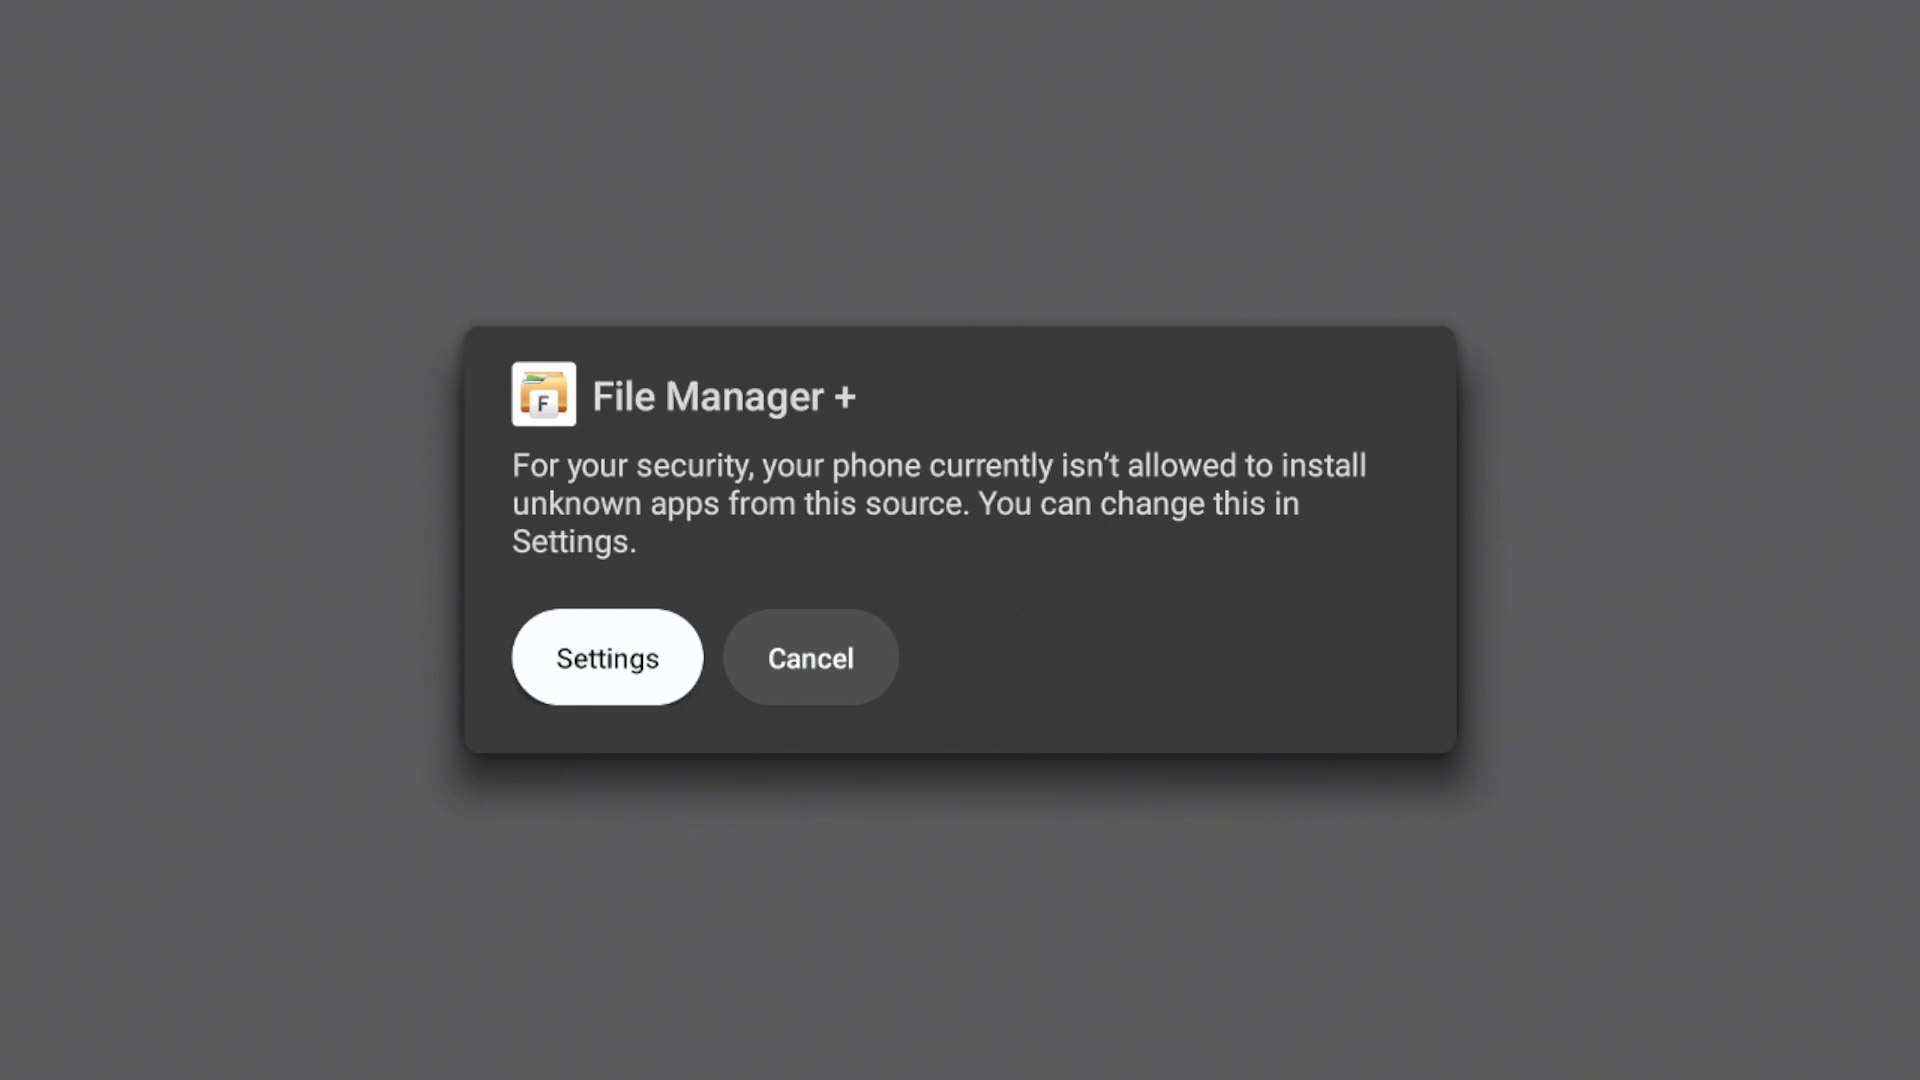 F
File Manager +
For your security, your phone currently isn’t allowed to install
unknown apps from this source. You can change this in
Settings.
Settings
Cancel